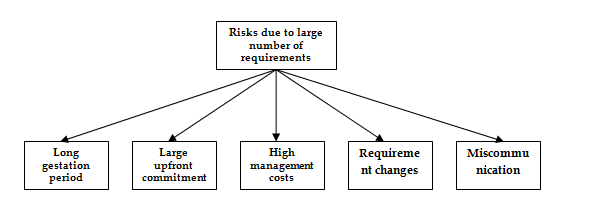 Risks due to large
number of
requirements
Long
gestation
period
Large
upfront
commitment
High
management
costs
Requireme
nt changes
Miscommu
nication